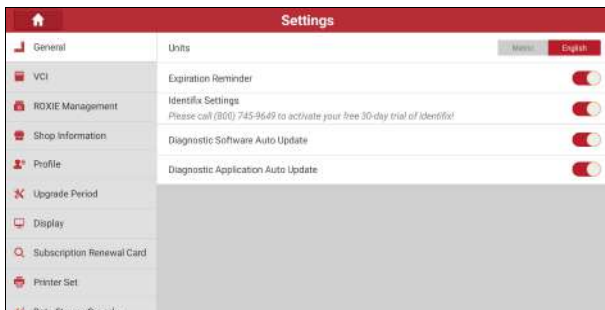 Settings
General
VCI
ROXIE Management
Shop Information
Profile
Upgrade Period
Display
Subscription Renewal Card
Printer Set
Units
Metric English
Expiration Reminder
Identifix Settings
Please call (800) 745-9649 to activate your free 30-day trial of Identifix!
Diagnostic Software Auto Update
Diagnostic Application Auto Update